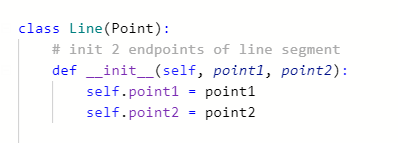 class Line(Point):
# init 2 endpoints of line segment
def __init__(self, point1, point2):
self.point1 = point1
self.point2 = point2